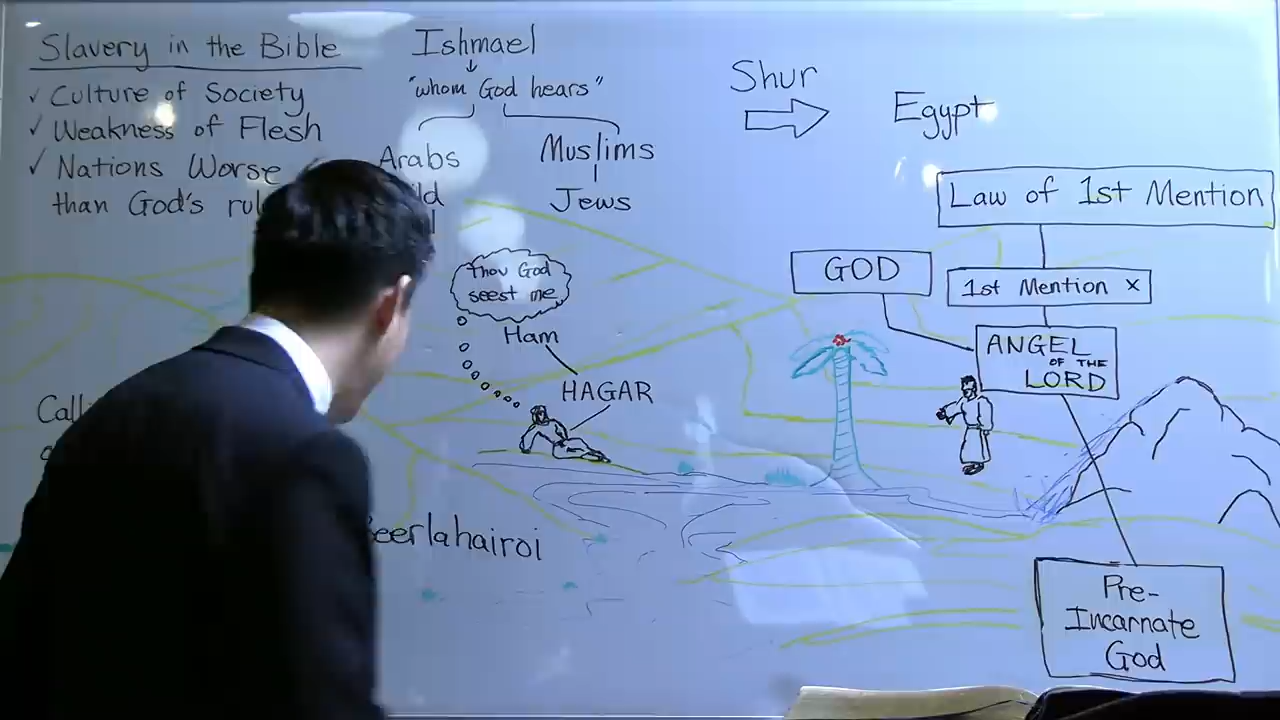 Slavery in the Bible
✓ Culture of Society
✓ Weakness of Flesh
✓ Nations Worse
than God's
Ishmael
"whom God hears"
Arabs
Muslims
Jews
Shur
Egypt
Law of 1st Mention
GOD
1st Mention ×
ANGEL
OF THE
LORD
Thou God
seest me
Ham
HAGAR
Pre-
Incarnate
God